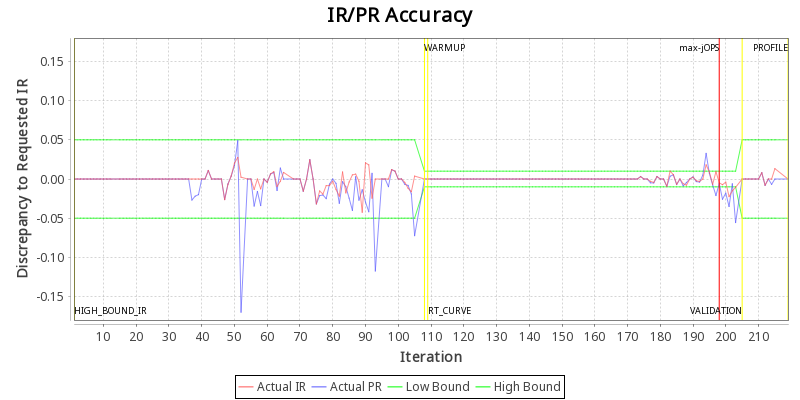 IR/PR Accuracy
WARMUP
max-jOPS
PROFILE
0.15
0.10
0.05
0.00
-0.05
-0.10
-0.15
Discrepancy to Requested IR
HIGH_BOUND_IR
RT_CURVE
VALIDATION
10 20 30 40 50 60 70 80 90 100 110 120 130 140 150 160 170 180 190 200 210
Iteration
Actual IR Actual PR Low Bound High Bound